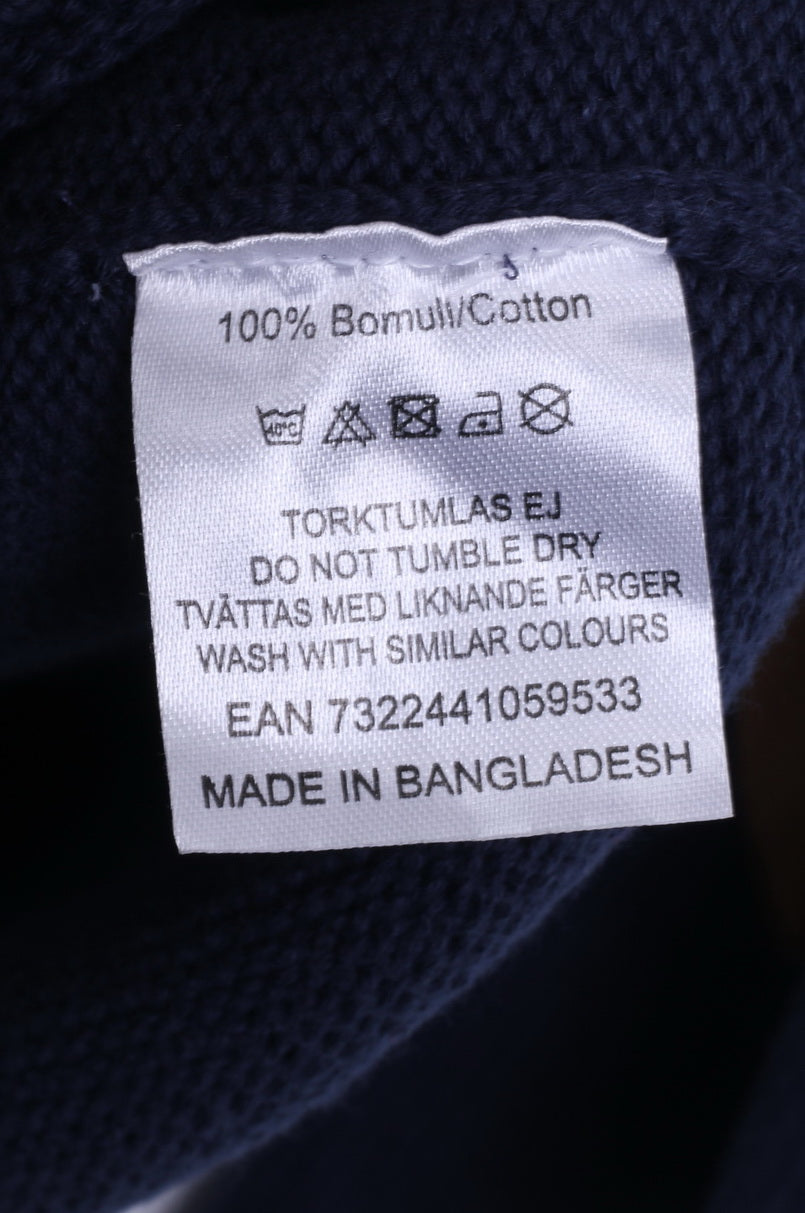 100% Bomull/Cotton
40°C
TORKTUMLAS EJ
DO NOT TUMBLE DRY
TVÄTTAS MED LIKNANDE FÄRGER
WASH WITH SIMILAR COLOURS
EAN 7322441059533
MADE IN BANGLADESH